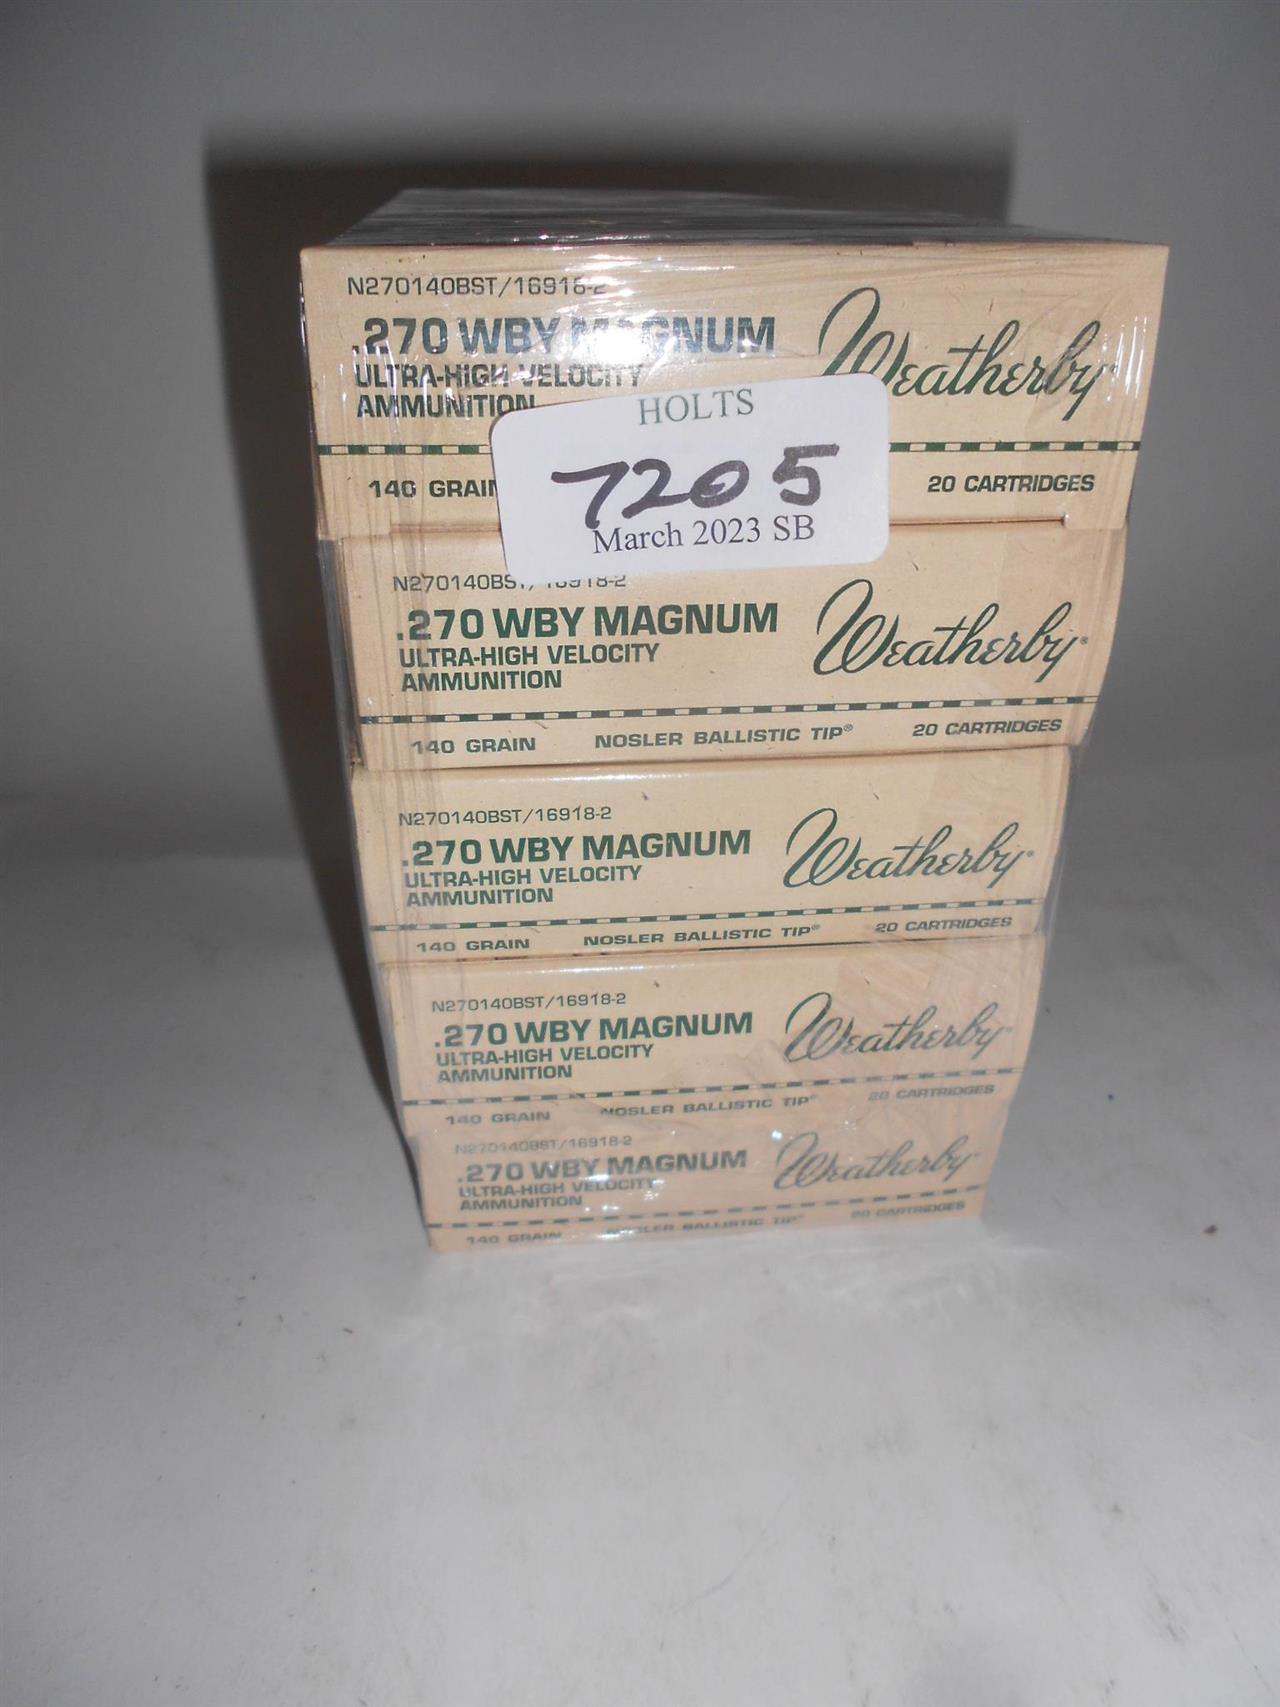 N270140BST/16918-2
.270 WBY MAGNUM
ULTRA-HIGH VELOCITY
AMMUNITION
Weatherby
HOLTS
7205
March 2023 SB
140 GRAIN
20 CARTRIDGES
.270 WBY MAGNUM
ULTRA-HIGH VELOCITY
AMMUNITION
Weatherby®
140 GRAIN NOSLER BALLISTIC TIP® 20 CARTRIDGES
N270140BST/16918-2
.270 WBY MAGNUM
ULTRA-HIGH VELOCITY
AMMUNITION
Weatherby®
140 GRAIN NOSLER BALLISTIC TIP® 20 CARTRIDGES
N270140BST/16918-2
.270 WBY MAGNUM
ULTRA-HIGH VELOCITY
AMMUNITION
Weatherby®
140 GRAIN NOSLER BALLISTIC TIP® 20 CARTRIDGES
N270140BST/16918-2
.270 WBY MAGNUM
ULTRA-HIGH VELOCITY
AMMUNITION
Weatherby®
140 GRAIN NOSLER BALLISTIC TIP® 20 CARTRIDGES